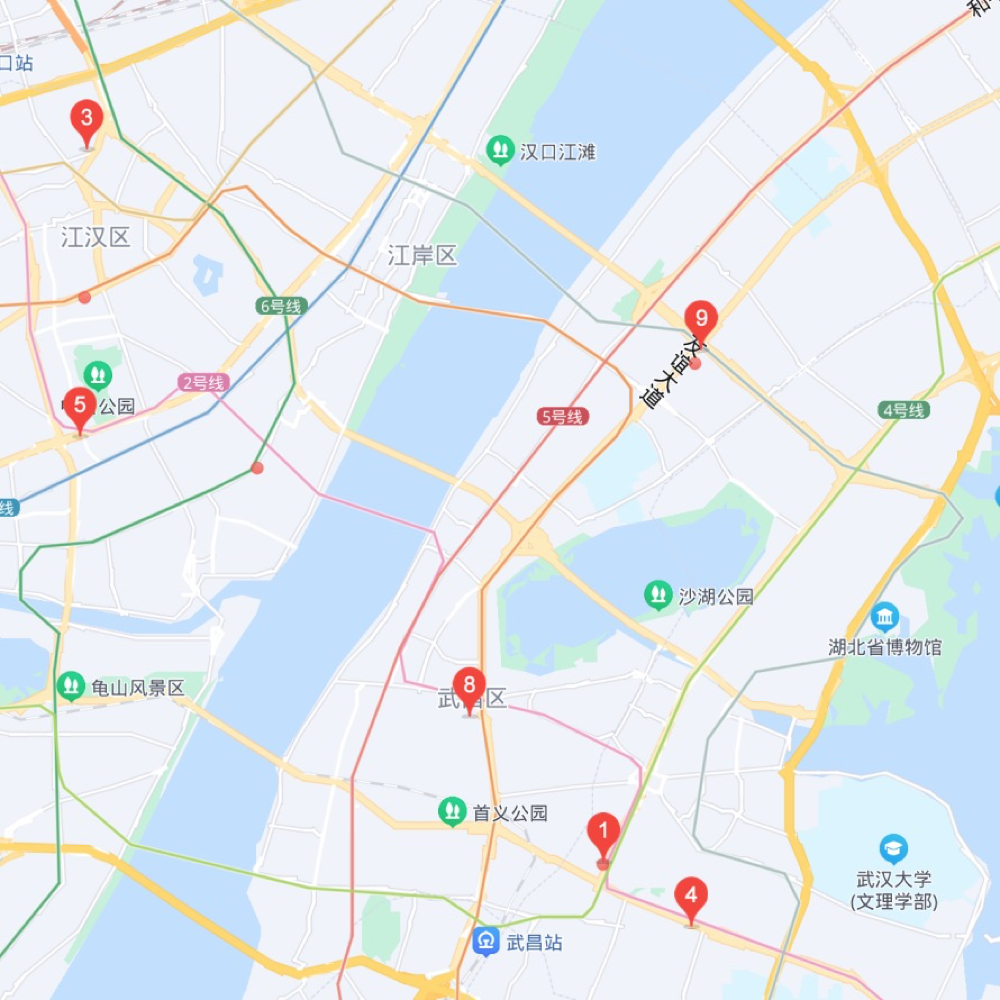 和
口站
3
汉口江滩
江汉区
江岸区
6号线
9
友谊大道
2号线
5
公园
5号线
4号线
线
沙湖公园
湖北省博物馆
龟山风景区
8
武昌区
首义公园
1
武汉大学
(文理学部)
4
武昌站